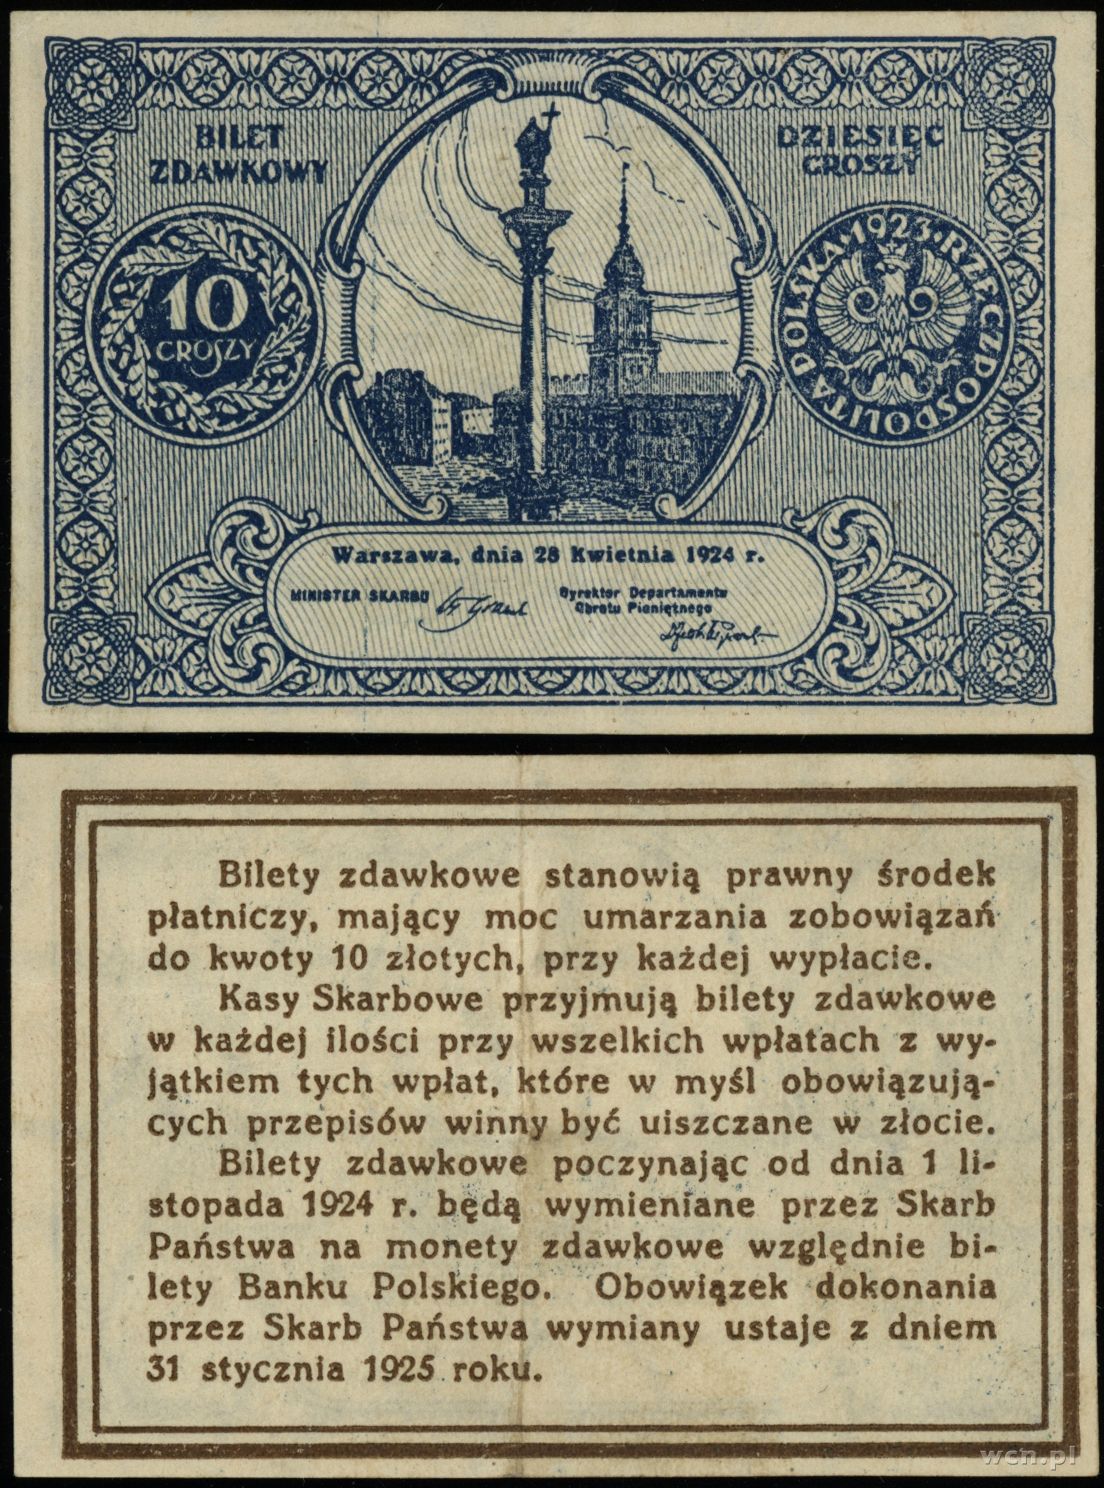 BILET
ZDAWKOWY
DZIESIĘĆ
GROSZY
10
GROSZY
1923. RZECZPOSPOLITA POLSKA
Warszawa, dnia 28 Kwietnia 1924 r.
MINISTER SKARBU
Dyrektor Departamentu
Obrotu Pieniężnego
Bilety zdawkowe stanowią prawny środek
płatniczy, mający moc umarzania zobowiązań
do kwoty 10 złotych, przy każdej wypłacie.
Kasy Skarbowe przyjmują bilety zdawkowe
w każdej ilości przy wszelkich wpłatach z wy-
jątkiem tych wpłat, które w myśl obowiązują-
cych przepisów winny być uiszczane w złocie.
Bilety zdawkowe poczynając od dnia 1 li-
stopada 1924 r. będą wymieniane przez Skarb
Państwa na monety zdawkowe względnie bi-
lety Banku Polskiego. Obowiązek dokonania
przez Skarb Państwa wymiany ustaje z dniem
31 stycznia 1925 roku.
wcn.pl